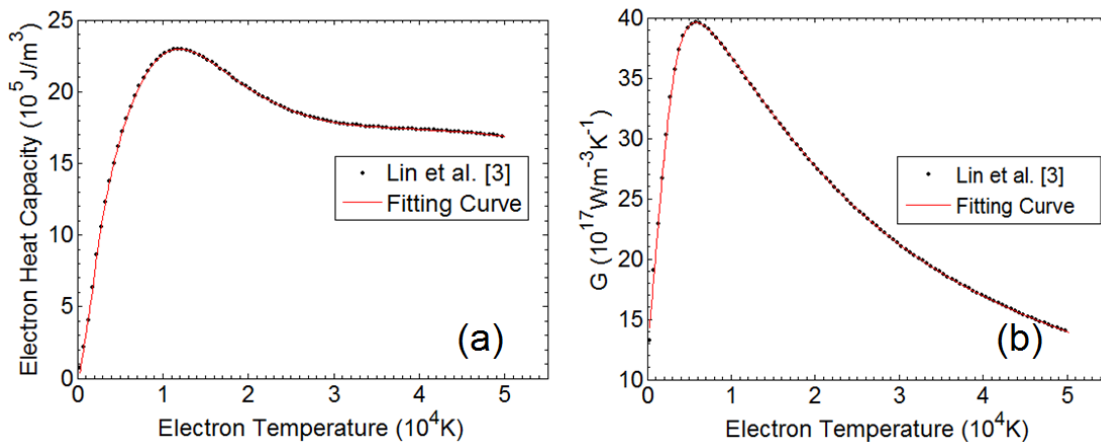 Electron Heat Capacity (10^5 J/m^3)
25
20
15
10
5
0
Lin et al. [3]
Fitting Curve
(a)
0 1 2 3 4 5
Electron Temperature (10^4K)
G (10^17Wm^-3K^-1)
40
35
30
25
20
15
10
Lin et al. [3]
Fitting Curve
(b)
0 1 2 3 4 5
Electron Temperature (10^4K)